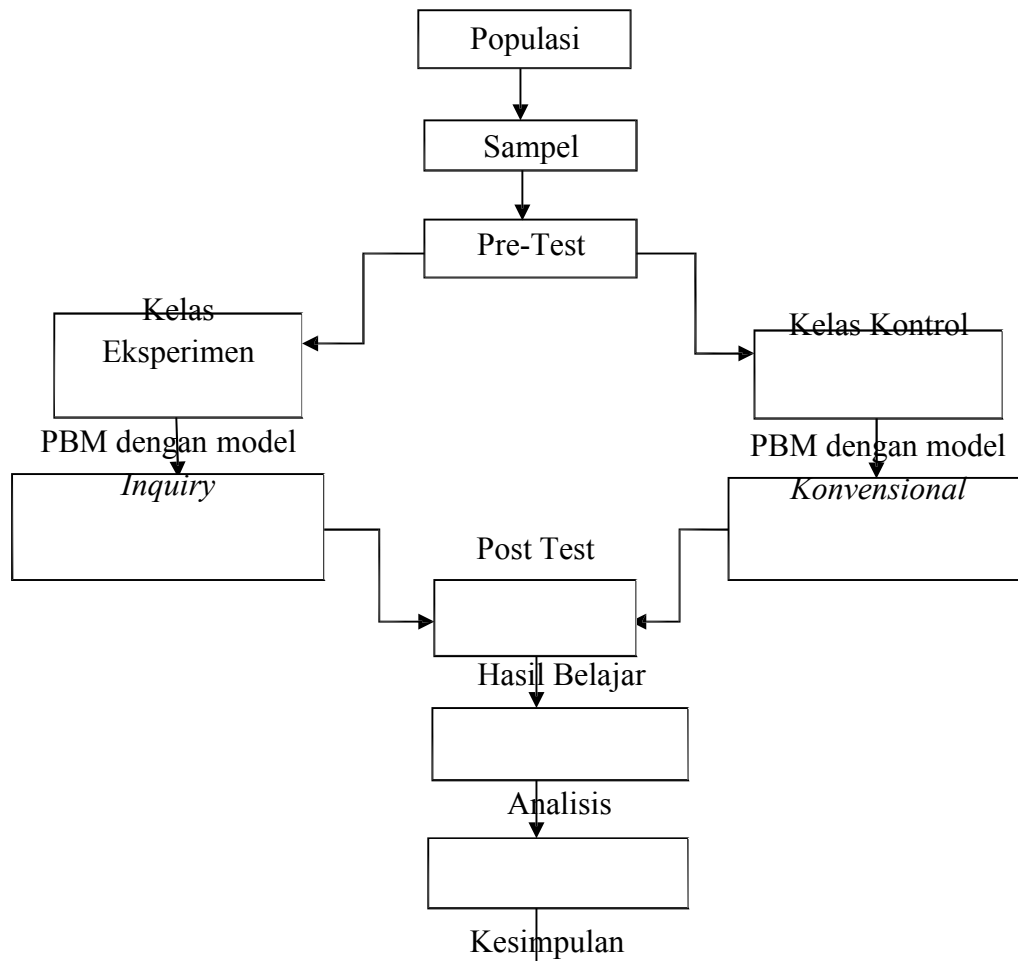 Populasi
Sampel
Pre-Test
Kelas
Eksperimen
Kelas Kontrol
PBM dengan model
Inquiry
PBM dengan model
Konvensional
Post Test
Hasil Belajar
Analisis
Kesimpulan